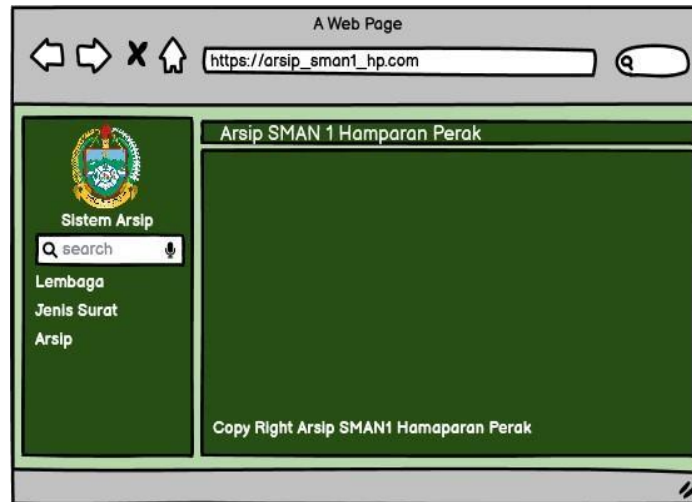 A Web Page
https://arsip_sman1_hp.com
Arsip SMAN 1 Hamparan Perak
Sistem Arsip
search
Lembaga
Jenis Surat
Arsip
Copy Right Arsip SMAN1 Hamaparan Perak